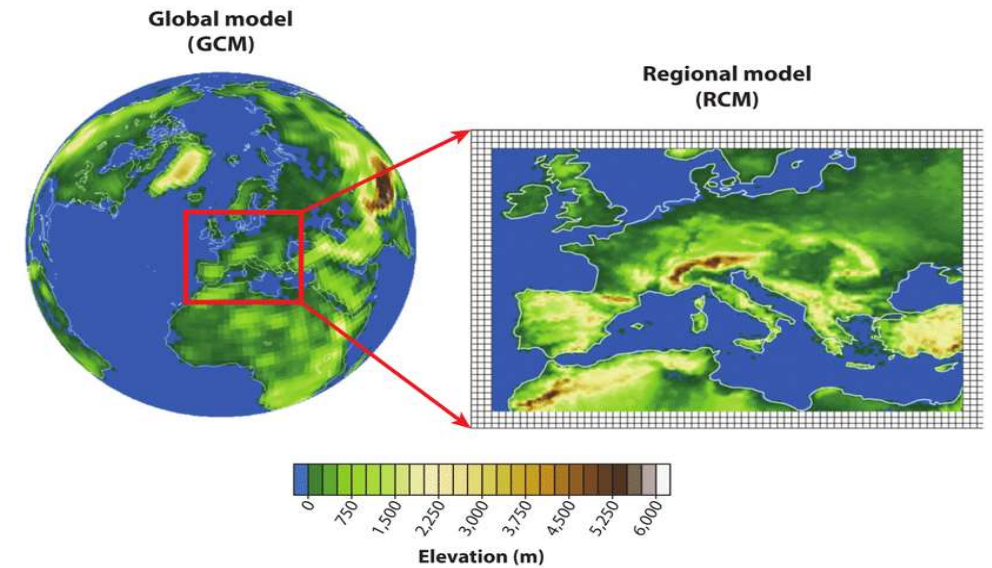 Global model
(GCM)
Regional model
(RCM)
0
750
1,500
2,250
3,000
3,750
4,500
5,250
6,000
Elevation (m)